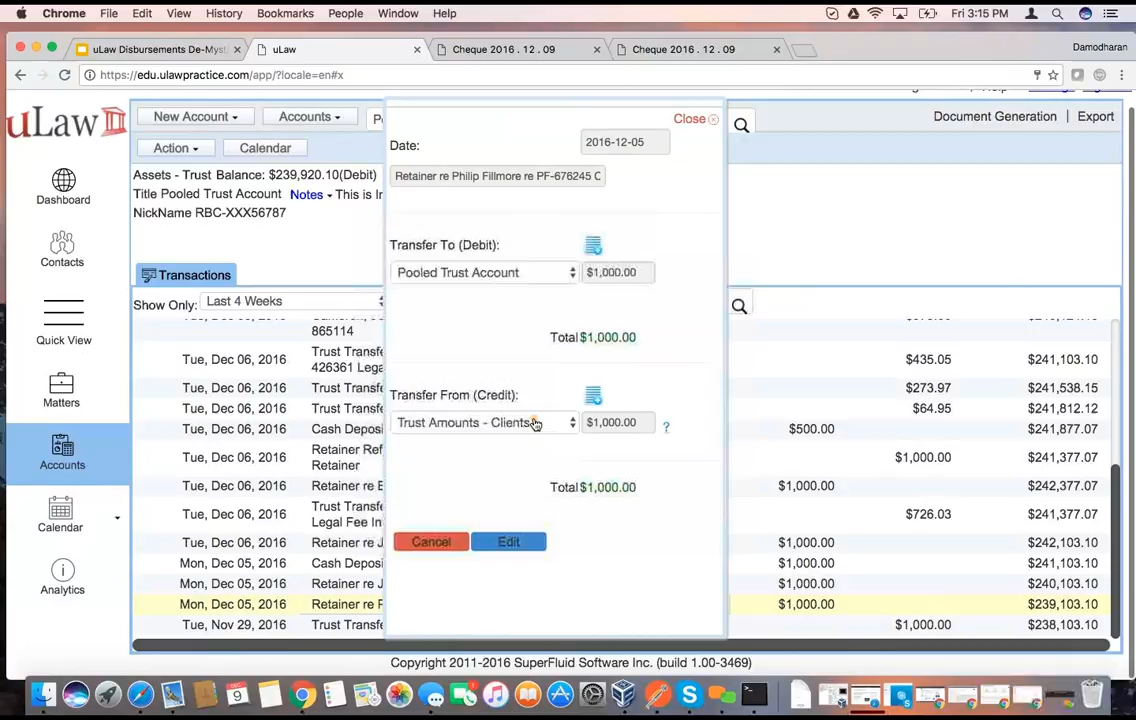 Chrome File Edit View History Bookmarks People Window Help Fri 3:15 PM
uLaw Disbursements De-Myst uLaw Cheque 2016 . 12 . 09 Cheque 2016 . 12 . 09 Damodharan
https://edu.ulawpractice.com/app/?locale=en#x
uLaw
New Account Accounts Document Generation Export
Action Calendar
Close
Date: 2016-12-05
Assets - Trust Balance: $239,920.10(Debit)
Retainer re Philip Fillmore re PF-676245 C
Title Pooled Trust Account Notes This is In
NickName RBC-XXX56787
Dashboard
Contacts
Quick View
Matters
Accounts
Calendar
Analytics
Transactions
Show Only: Last 4 Weeks
Transfer To (Debit):
Pooled Trust Account $1,000.00
Total $1,000.00
Transfer From (Credit):
Trust Amounts - Clients $1,000.00 ?
Total $1,000.00
Cancel Edit
865114
Tue, Dec 06, 2016 Trust Transfe $435.05 $241,103.10
426361 Lega
Tue, Dec 06, 2016 Trust Transfe $273.97 $241,538.15
Tue, Dec 06, 2016 Trust Transfe $64.95 $241,812.12
Tue, Dec 06, 2016 Cash Deposi $500.00 $241,877.07
Tue, Dec 06, 2016 Retainer Ref $1,000.00 $241,377.07
Retainer
Tue, Dec 06, 2016 Retainer re E $1,000.00 $242,377.07
Tue, Dec 06, 2016 Trust Transfe $726.03 $241,377.07
Legal Fee In
Tue, Dec 06, 2016 Retainer re J $1,000.00 $242,103.10
Mon, Dec 05, 2016 Cash Deposi $1,000.00 $241,103.10
Mon, Dec 05, 2016 Retainer re J $1,000.00 $240,103.10
Mon, Dec 05, 2016 Retainer re P $1,000.00 $239,103.10
Tue, Nov 29, 2016 Trust Transfe $1,000.00 $238,103.10
Copyright 2011-2016 SuperFluid Software Inc. (build 1.00-3469)
9